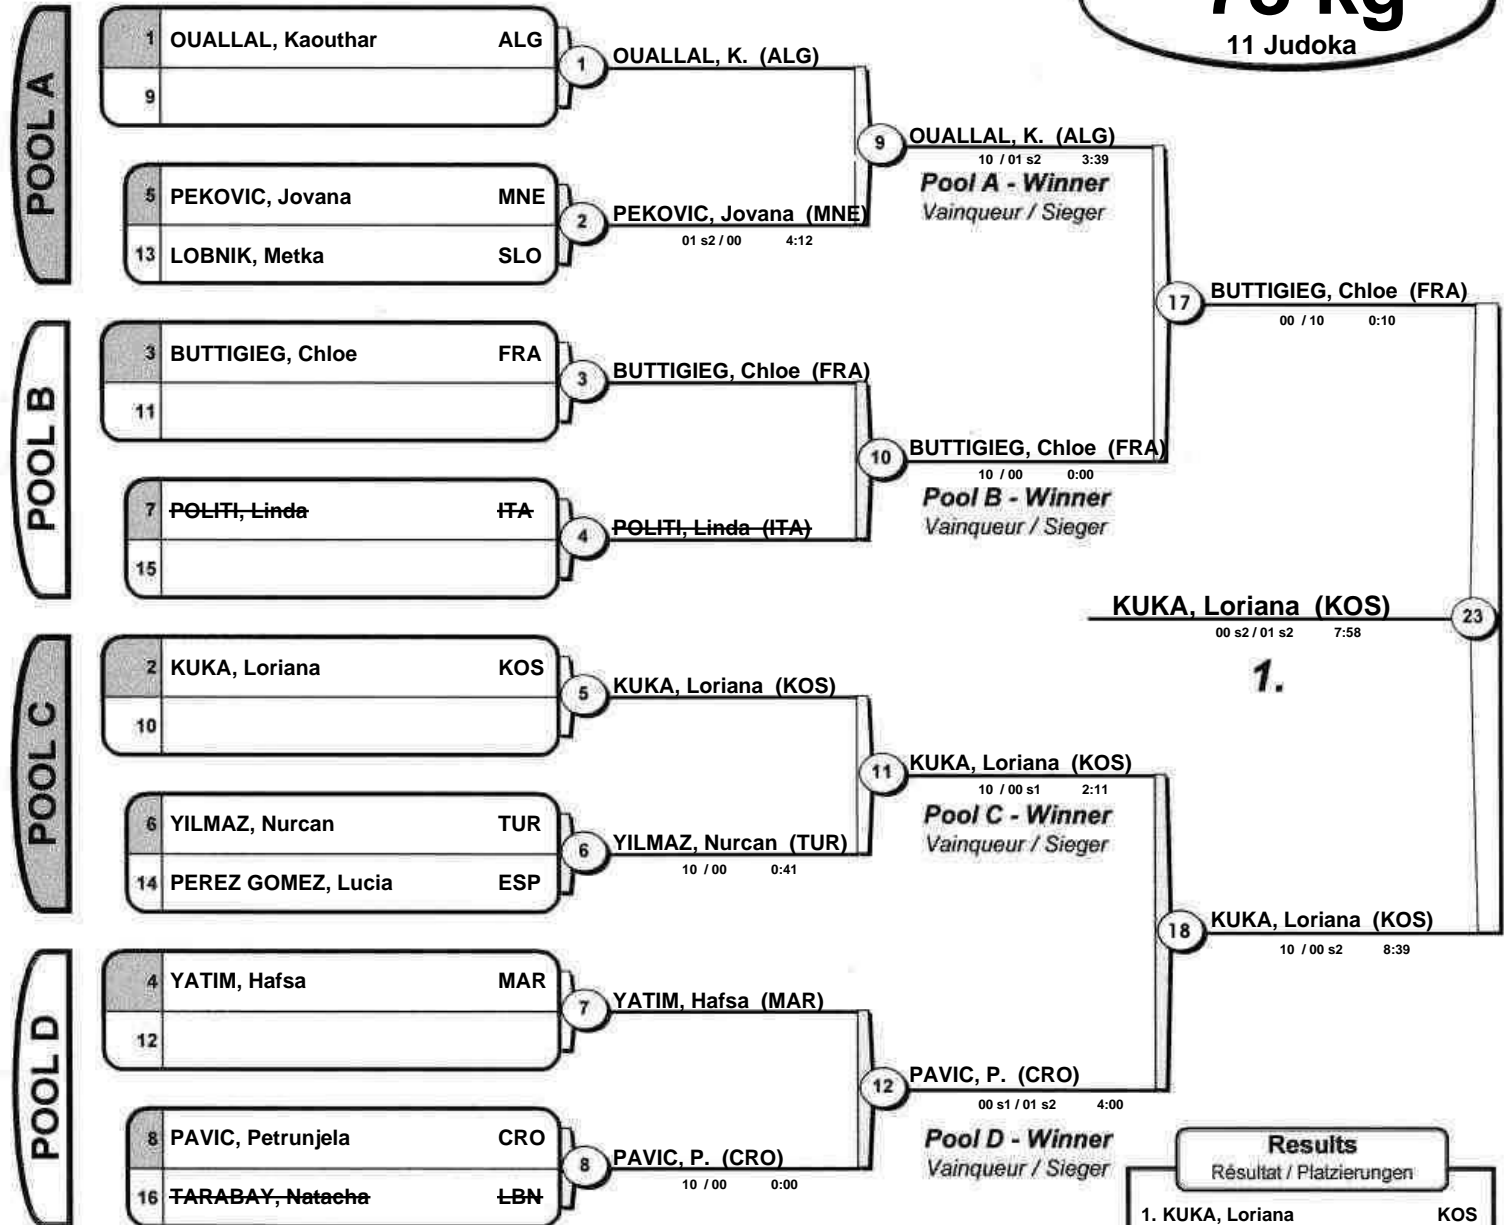 78 kg
11 Judoka
POOL A
1 OUALLAL, Kaouthar ALG
9
1
OUALLAL, K. (ALG)
5 PEKOVIC, Jovana MNE
13 LOBNIK, Metka SLO
2
PEKOVIC, Jovana (MNE)
01 s2 / 00 4:12
9
OUALLAL, K. (ALG)
10 / 01 s2 3:39
Pool A - Winner
Vainqueur / Sieger
POOL B
3 BUTTIGIEG, Chloe FRA
11
3
BUTTIGIEG, Chloe (FRA)
7 POLITI, Linda ITA
15
4
POLITI, Linda (ITA)
10
BUTTIGIEG, Chloe (FRA)
10 / 00 0:00
Pool B - Winner
Vainqueur / Sieger
17
BUTTIGIEG, Chloe (FRA)
00 / 10 0:10
POOL C
2 KUKA, Loriana KOS
10
5
KUKA, Loriana (KOS)
6 YILMAZ, Nurcan TUR
14 PEREZ GOMEZ, Lucia ESP
6
YILMAZ, Nurcan (TUR)
10 / 00 0:41
11
KUKA, Loriana (KOS)
10 / 00 s1 2:11
Pool C - Winner
Vainqueur / Sieger
POOL D
4 YATIM, Hafsa MAR
12
7
YATIM, Hafsa (MAR)
8 PAVIC, Petrunjela CRO
16 TARABAY, Natacha LBN
8
PAVIC, P. (CRO)
10 / 00 0:00
12
PAVIC, P. (CRO)
00 s1 / 01 s2 4:00
Pool D - Winner
Vainqueur / Sieger
18
KUKA, Loriana (KOS)
10 / 00 s2 8:39
KUKA, Loriana (KOS)
00 s2 / 01 s2 7:58
23
1.
Results
Résultat / Platzierungen
1. KUKA, Loriana KOS